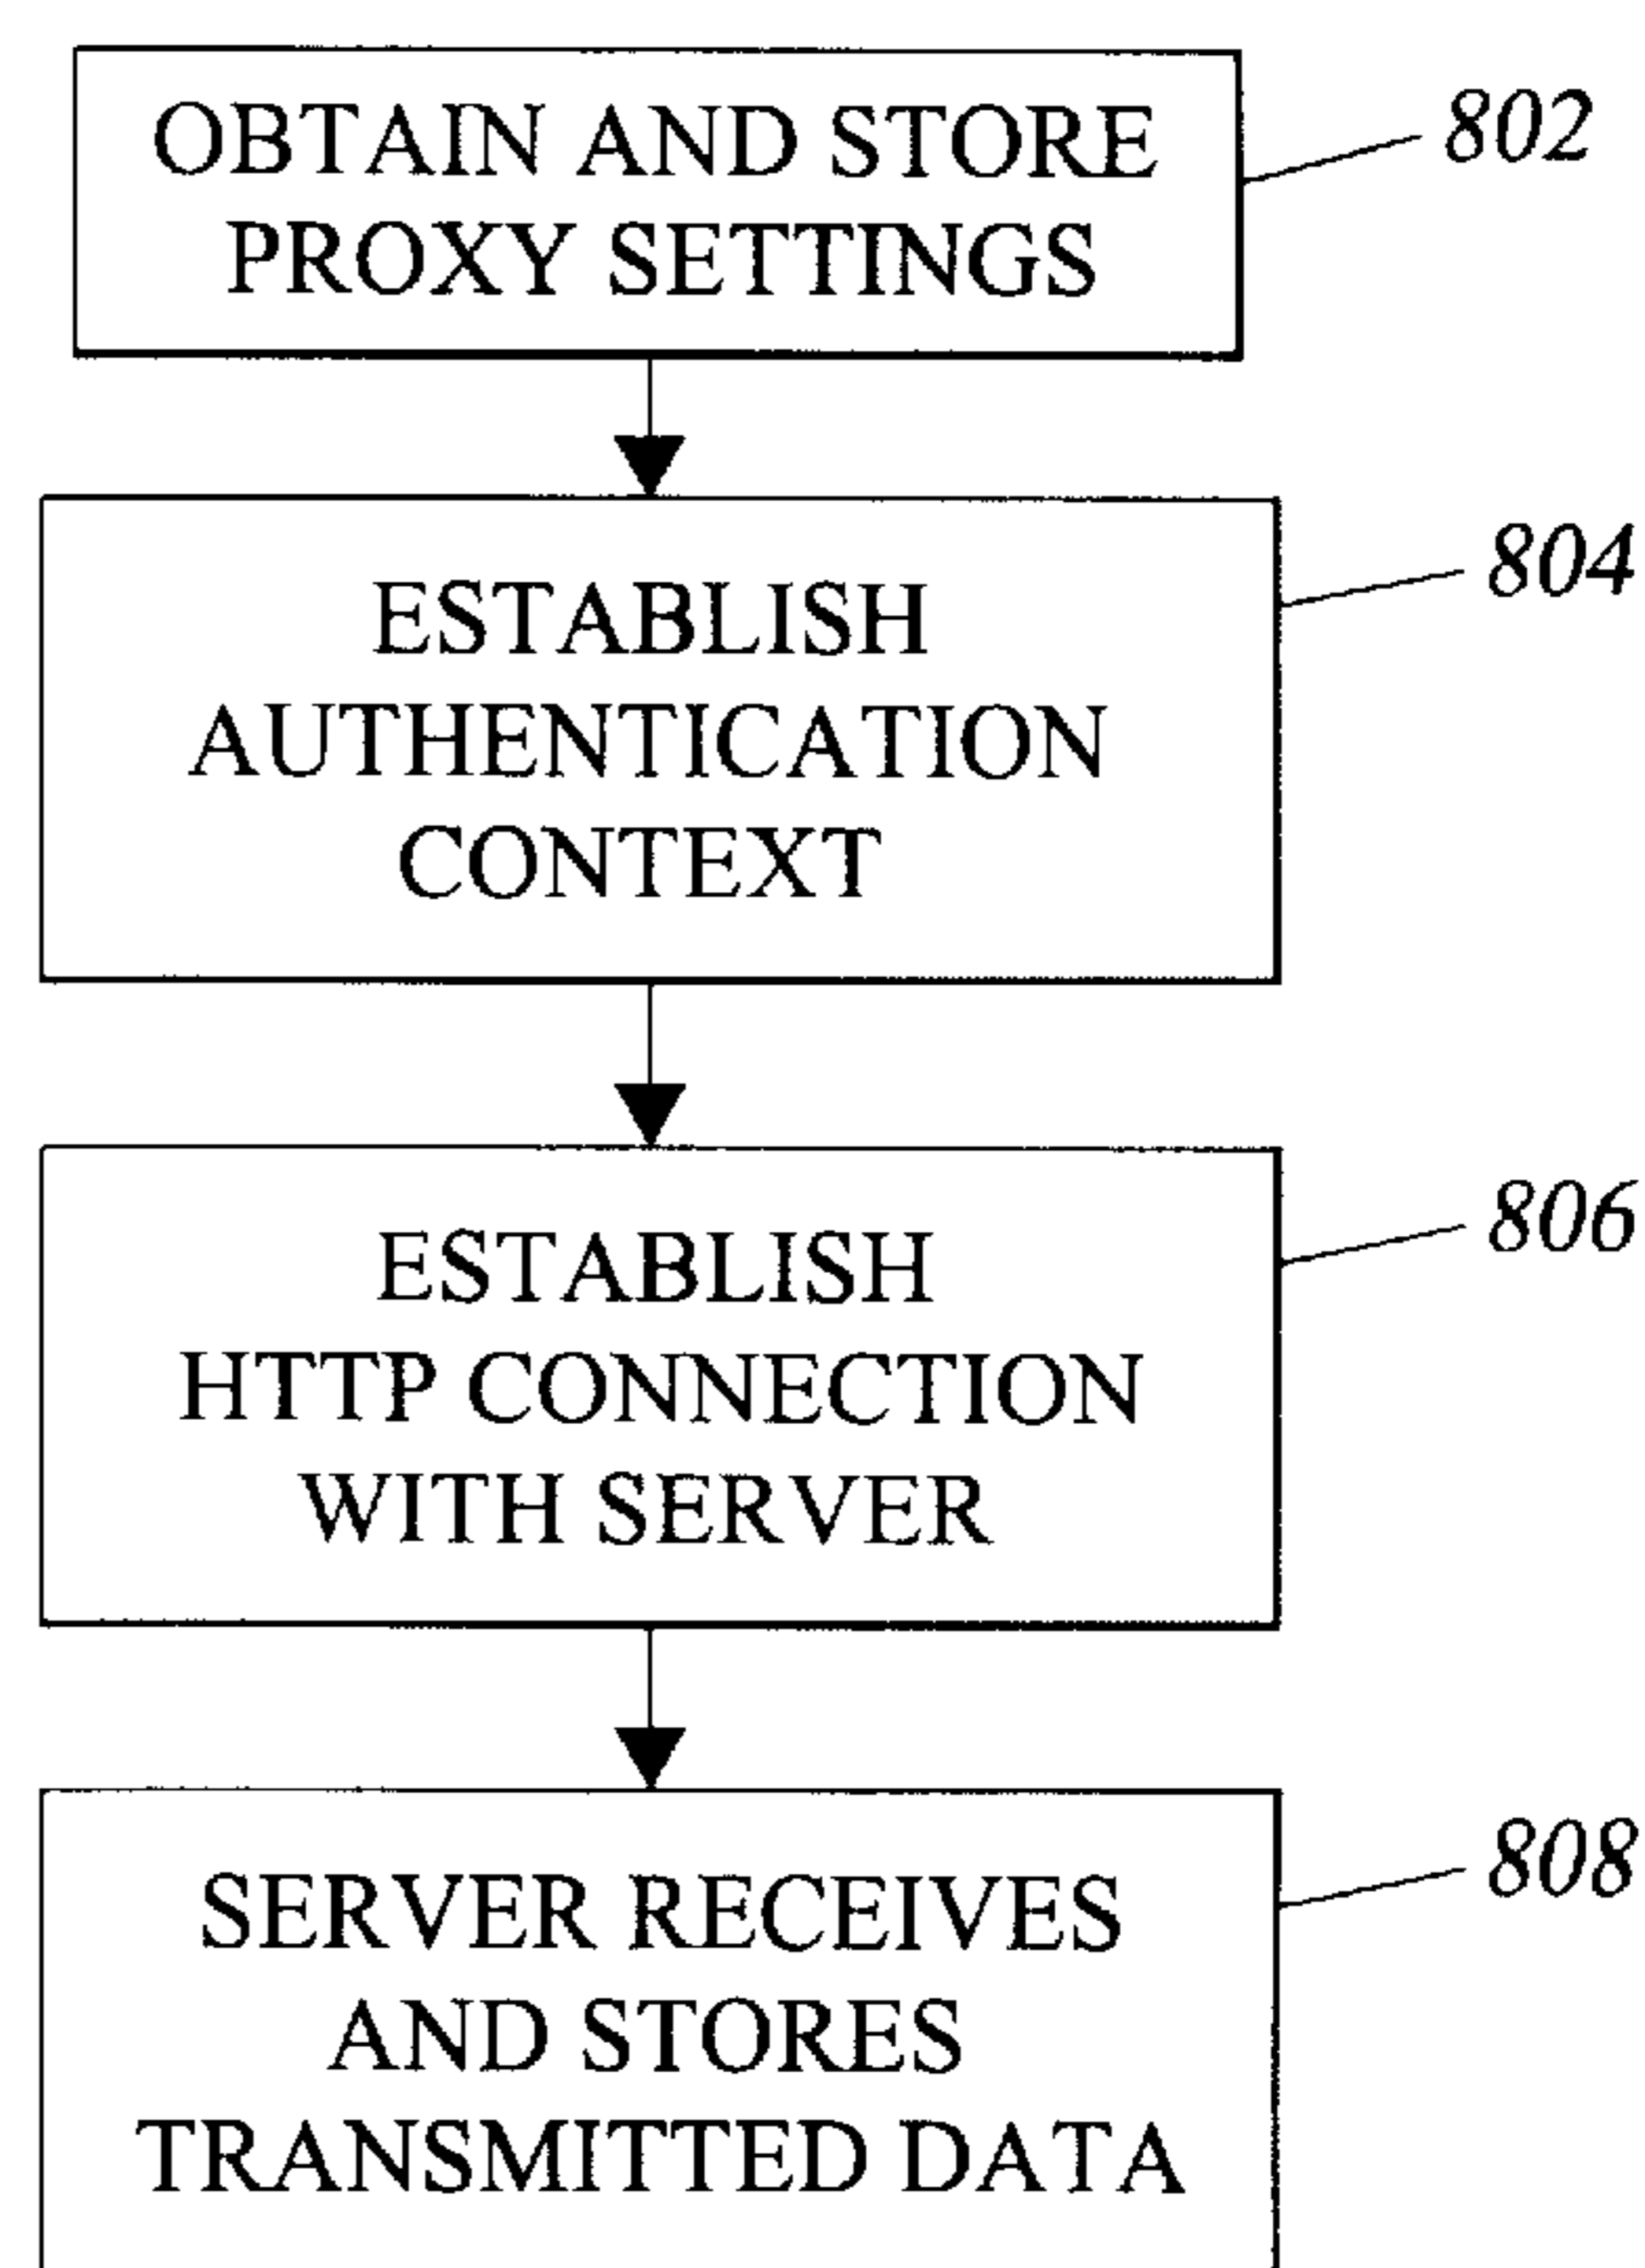 OBTAIN AND STORE
PROXY SETTINGS
802
ESTABLISH
AUTHENTICATION
CONTEXT
804
ESTABLISH
HTTP CONNECTION
WITH SERVER
806
SERVER RECEIVES
AND STORES
TRANSMITTED DATA
808